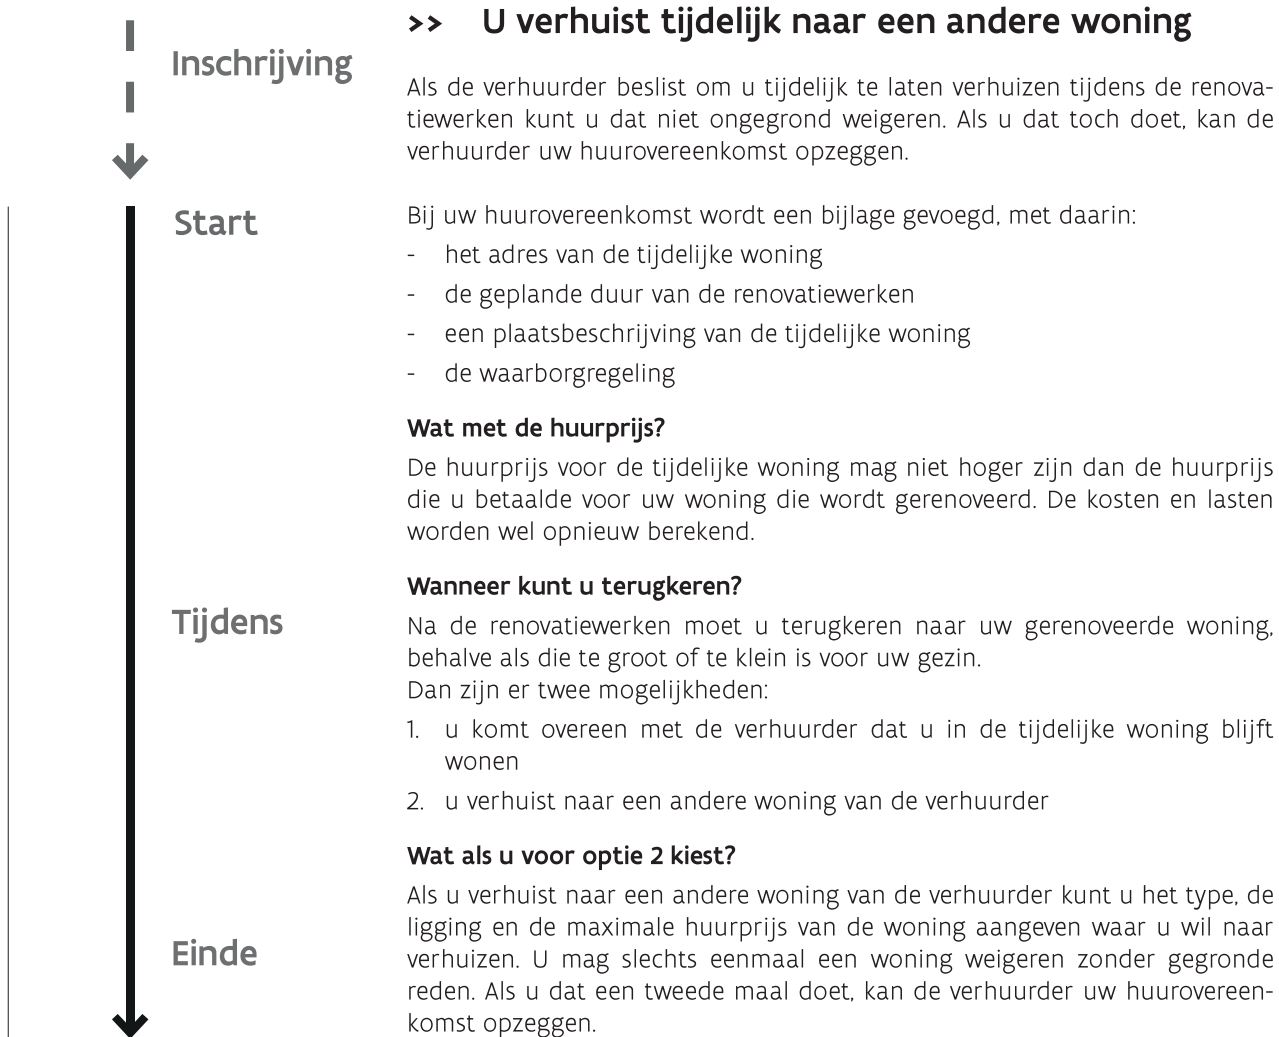 Inschrijving
Start
Tijdens
Einde
>> U verhuist tijdelijk naar een andere woning
Als de verhuurder beslist om u tijdelijk te laten verhuizen tijdens de renova-
tiewerken kunt u dat niet ongegrond weigeren. Als u dat toch doet, kan de
verhuurder uw huurovereenkomst opzeggen.
Bij uw huurovereenkomst wordt een bijlage gevoegd, met daarin:
- het adres van de tijdelijke woning
- de geplande duur van de renovatiewerken
- een plaatsbeschrijving van de tijdelijke woning
- de waarborgregeling
Wat met de huurprijs?
De huurprijs voor de tijdelijke woning mag niet hoger zijn dan de huurprijs
die u betaalde voor uw woning die wordt gerenoveerd. De kosten en lasten
worden wel opnieuw berekend.
Wanneer kunt u terugkeren?
Na de renovatiewerken moet u terugkeren naar uw gerenoveerde woning,
behalve als die te groot of te klein is voor uw gezin.
Dan zijn er twee mogelijkheden:
1. u komt overeen met de verhuurder dat u in de tijdelijke woning blijft
wonen
2. u verhuist naar een andere woning van de verhuurder
Wat als u voor optie 2 kiest?
Als u verhuist naar een andere woning van de verhuurder kunt u het type, de
ligging en de maximale huurprijs van de woning aangeven waar u wil naar
verhuizen. U mag slechts eenmaal een woning weigeren zonder gegronde
reden. Als u dat een tweede maal doet, kan de verhuurder uw huurovereen-
komst opzeggen.